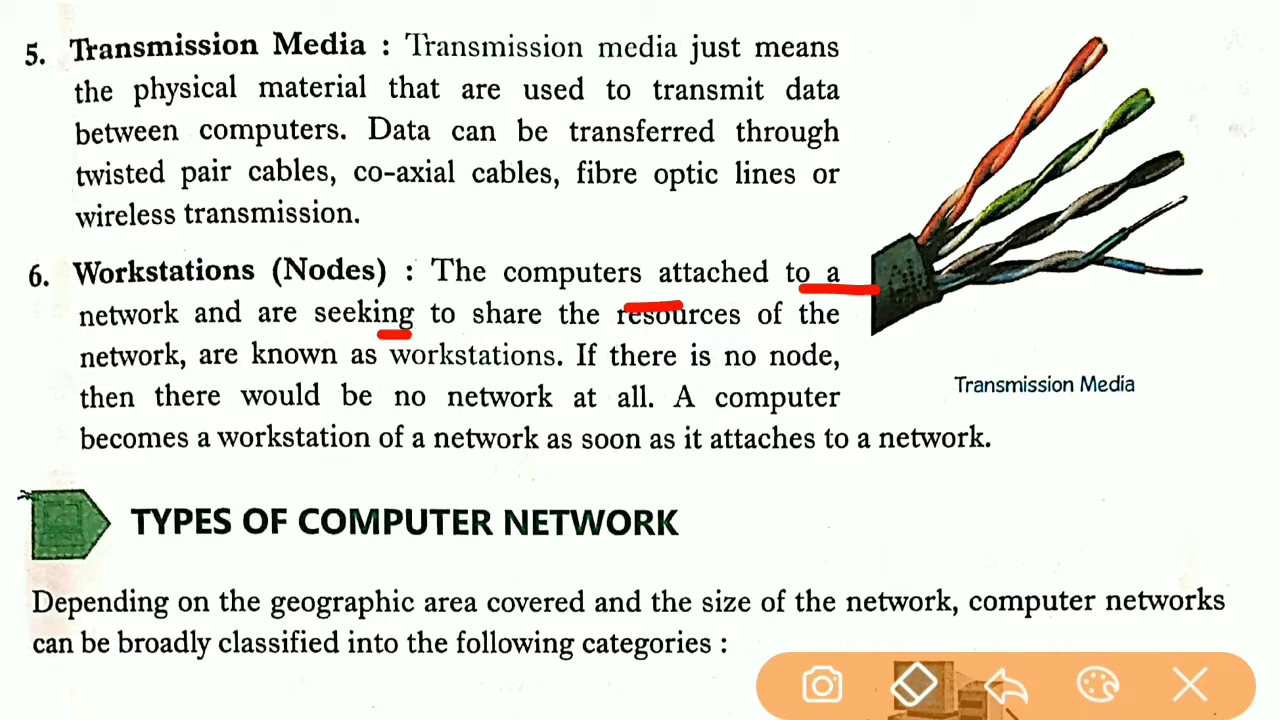 5. Transmission Media : Transmission media just means
the physical material that are used to transmit data
between computers. Data can be transferred through
twisted pair cables, co-axial cables, fibre optic lines or
wireless transmission.
6. Workstations (Nodes) : The computers attached to a
network and are seeking to share the resources of the
network, are known as workstations. If there is no node,
then there would be no network at all. A computer
becomes a workstation of a network as soon as it attaches to a network.
Transmission Media
TYPES OF COMPUTER NETWORK
Depending on the geographic area covered and the size of the network, computer networks
can be broadly classified into the following categories :